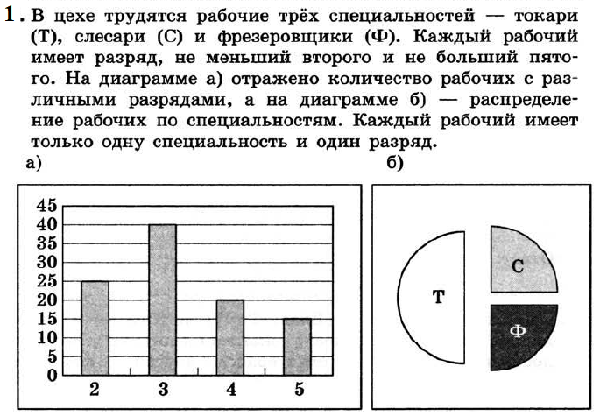 1. В цехе трудятся рабочие трёх специальностей — токари
(Т), слесари (С) и фрезеровщики (Ф). Каждый рабочий
имеет разряд, не меньший второго и не больший пято-
го. На диаграмме а) отражено количество рабочих с раз-
личными разрядами, а на диаграмме б) — распределе-
ние рабочих по специальностям. Каждый рабочий имеет
только одну специальность и один разряд.
а) б)
45
40
35
30
25
20
15
10
5
0
2 3 4 5
Т
С
Ф